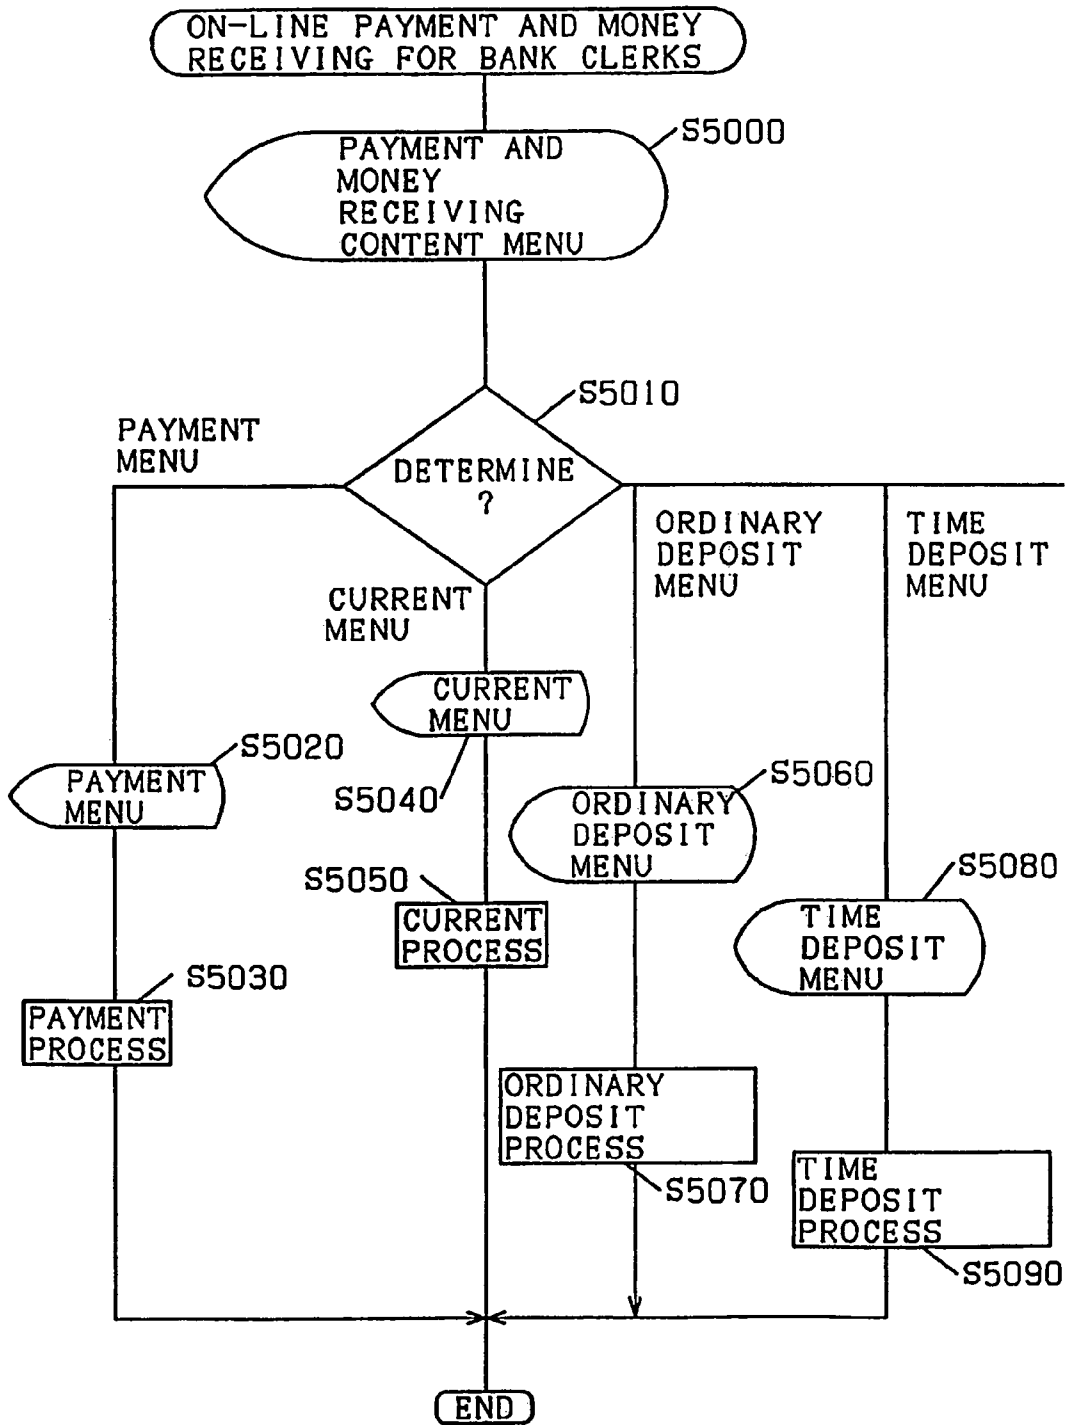 ON-LINE PAYMENT AND MONEY
RECEIVING FOR BANK CLERKS
S5000
PAYMENT AND
MONEY
RECEIVING
CONTENT MENU
S5010
PAYMENT
MENU
DETERMINE
?
ORDINARY
DEPOSIT
MENU
TIME
DEPOSIT
MENU
CURRENT
MENU
CURRENT
MENU
S5040
S5020
PAYMENT
MENU
S5060
ORDINARY
DEPOSIT
MENU
S5050
CURRENT
PROCESS
S5080
TIME
DEPOSIT
MENU
S5030
PAYMENT
PROCESS
ORDINARY
DEPOSIT
PROCESS
S5070
TIME
DEPOSIT
PROCESS
S5090
END